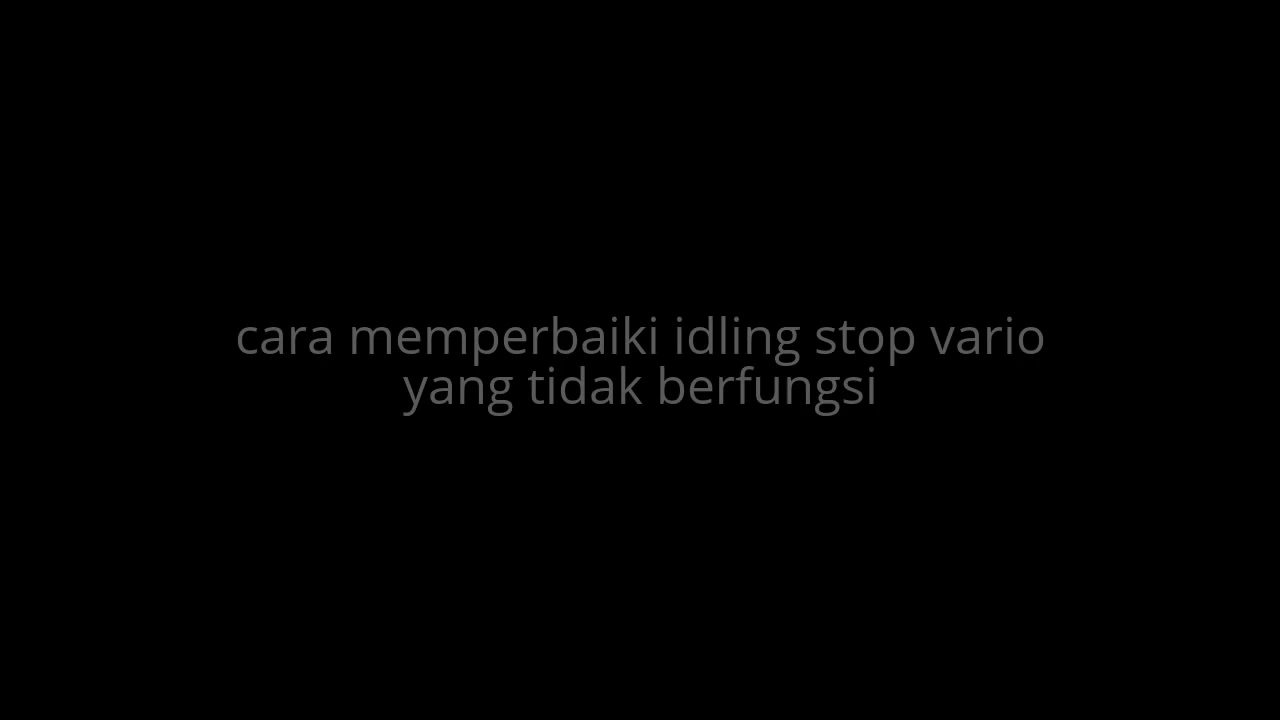 cara memperbaiki idling stop vario
yang tidak berfungsi